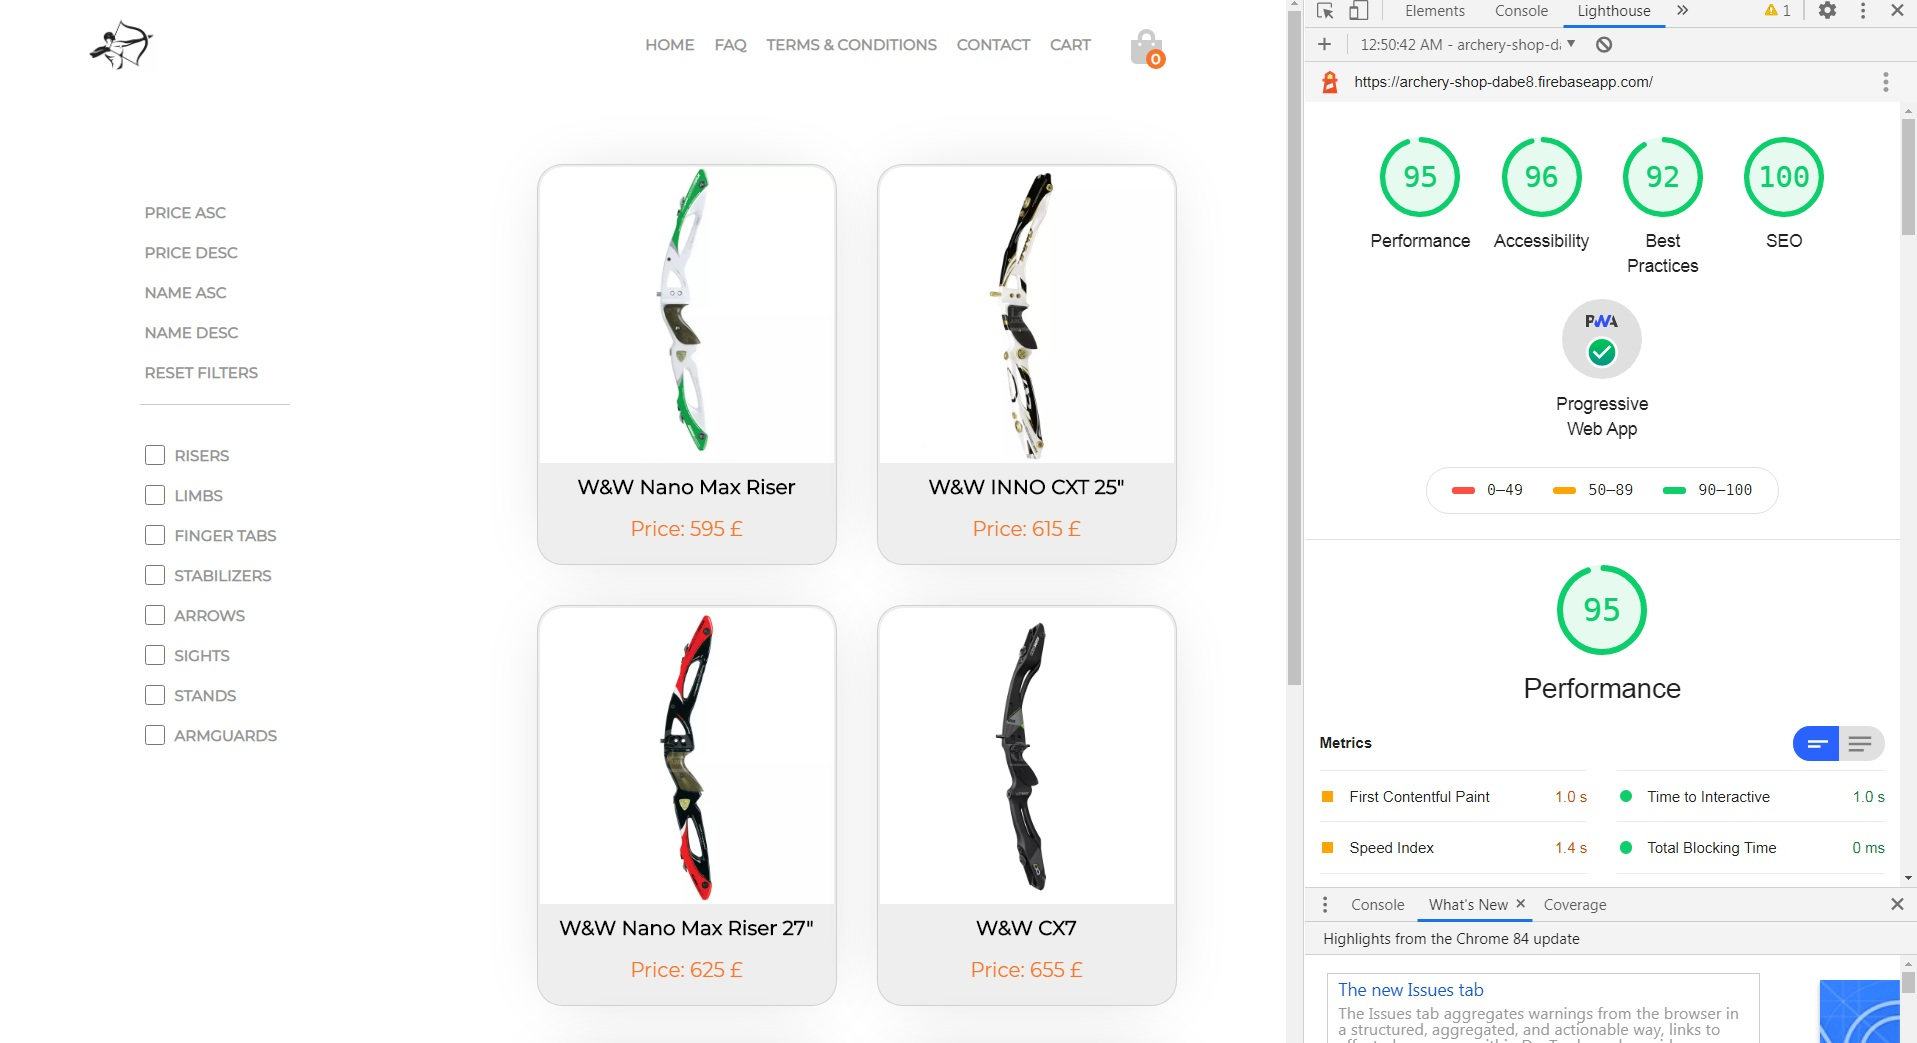 HOME FAQ TERMS & CONDITIONS CONTACT CART
0
PRICE ASC
PRICE DESC
NAME ASC
NAME DESC
RESET FILTERS
RISERS
LIMBS
FINGER TABS
STABILIZERS
ARROWS
SIGHTS
STANDS
ARMGUARDS
W&W Nano Max Riser
Price: 595 £
W&W INNO CXT 25"
Price: 615 £
W&W Nano Max Riser 27"
Price: 625 £
W&W CX7
Price: 655 £
Elements Console Lighthouse » 1
12:50:42 AM - archery-shop-da
https://archery-shop-dabe8.firebaseapp.com/
95 96 92 100
Performance Accessibility Best Practices SEO
PWA
Progressive
Web App
0–49 50–89 90–100
95
Performance
Metrics
First Contentful Paint 1.0 s
Time to Interactive 1.0 s
Speed Index 1.4 s
Total Blocking Time 0 ms
Console What's New × Coverage
Highlights from the Chrome 84 update
The new Issues tab
The Issues tab aggregates warnings from the browser in
a structured, aggregated, and actionable way, links to